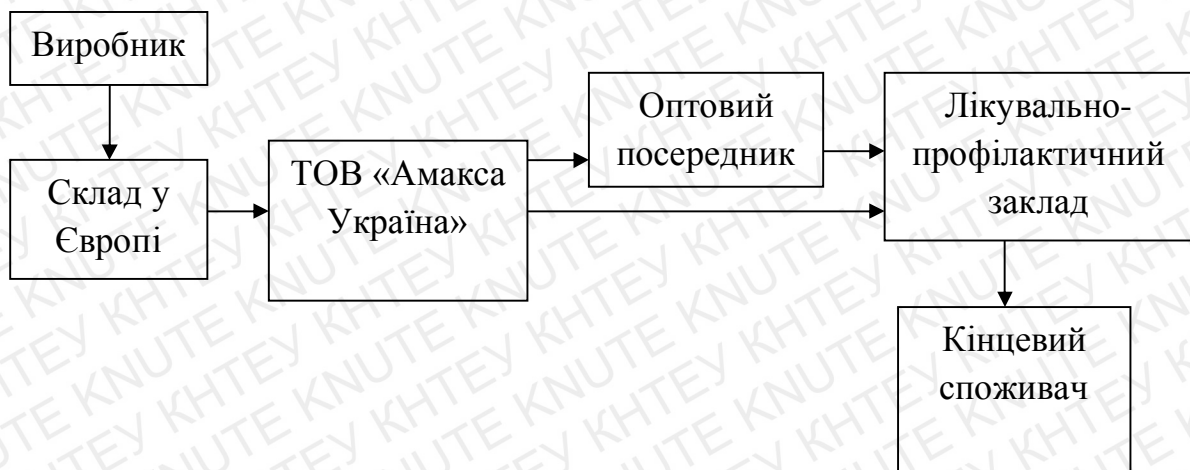 Виробник
Склад у
Європі
ТОВ «Амакса
Україна»
Оптовий
посередник
Лікувально-
профілактичний
заклад
Кінцевий
споживач